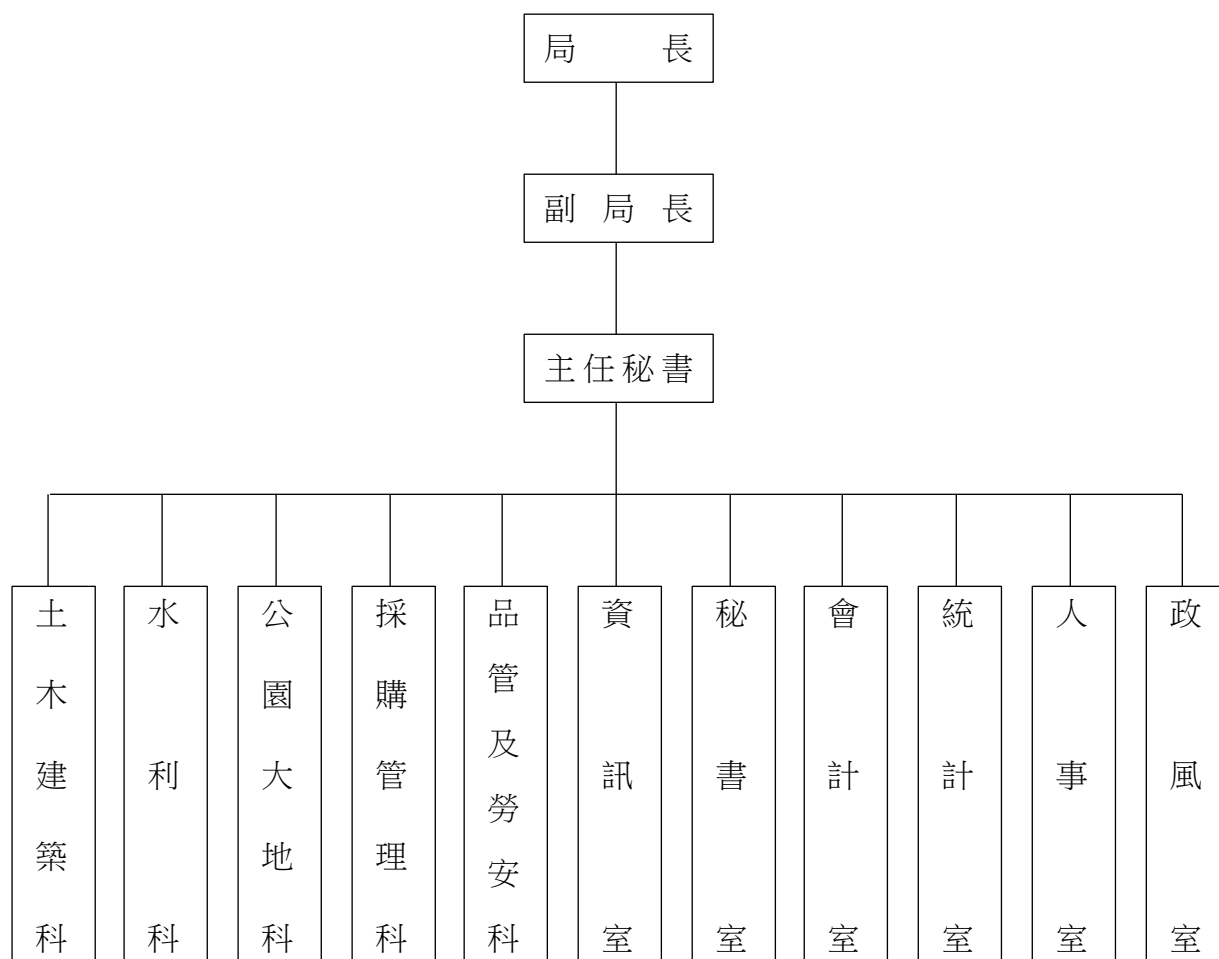 局長
副局長
主任秘書
土木建築科
水利科
公園大地科
採購管理科
品管及勞安科
資訊室
秘書室
會計室
統計室
人事室
政風室